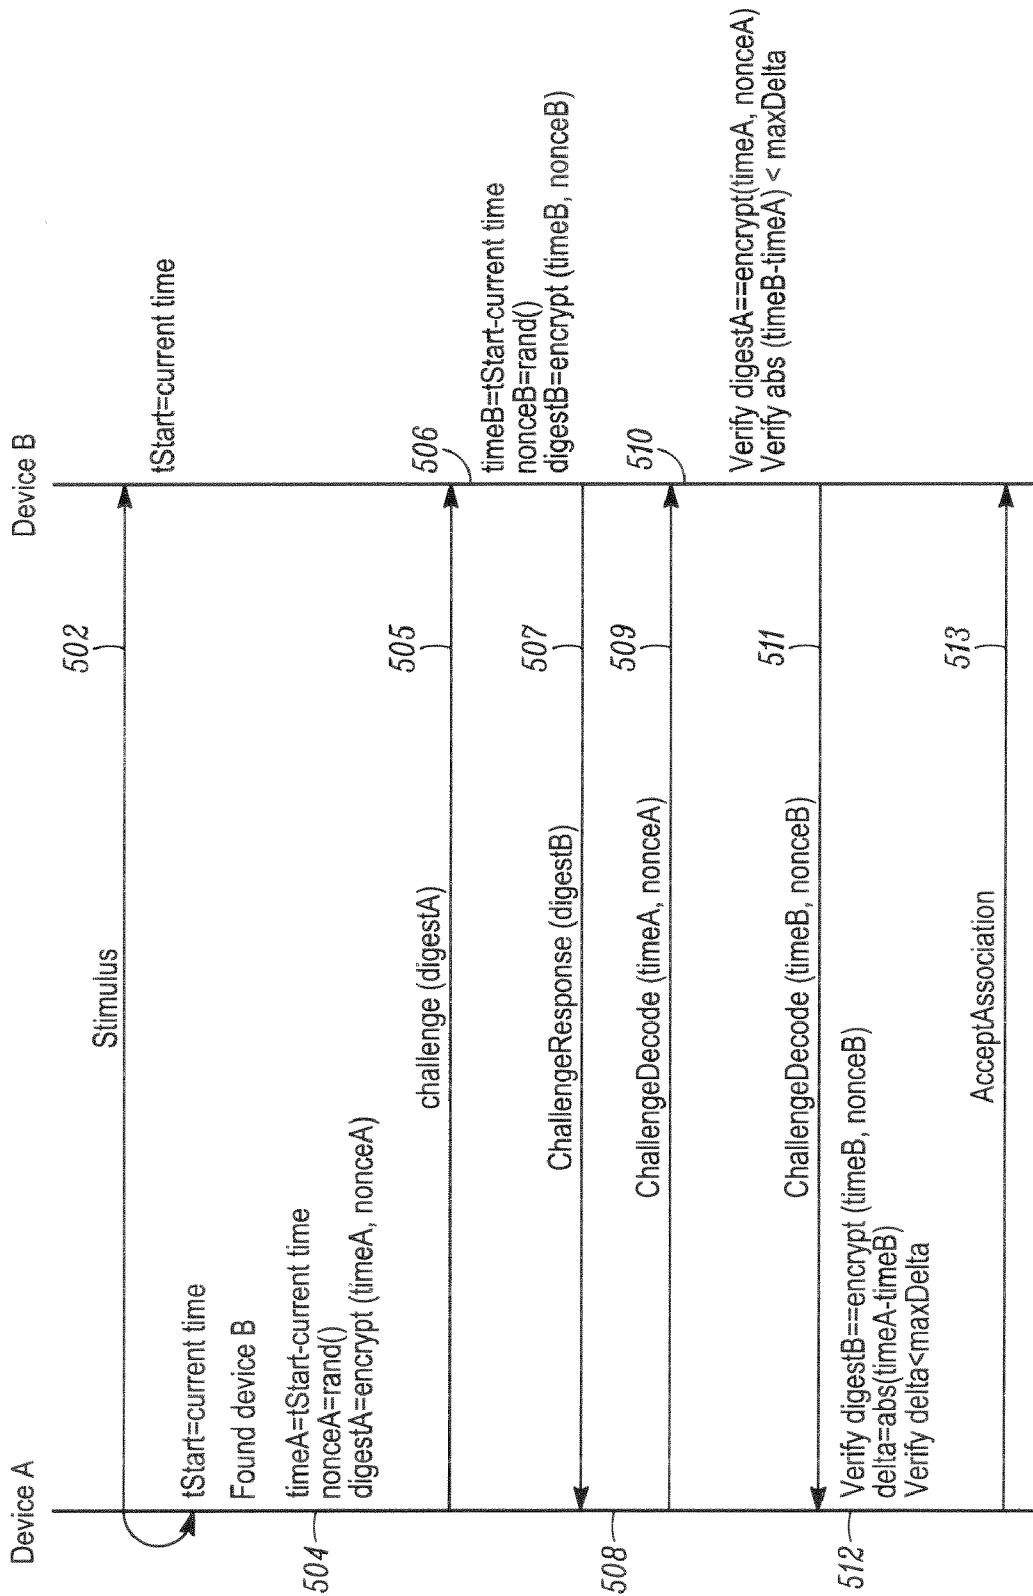 Device A
Device B
502
Stimulus
tStart=current time
tStart=current time
Found device B
504
timeA=tStart-current time
nonceA=rand()
digestA=encrypt (timeA, nonceA)
505
challenge (digestA)
506
timeB=tStart-current time
nonceB=rand()
digestB=encrypt (timeB, nonceB)
507
ChallengeResponse (digestB)
508
509
ChallengeDecode (timeA, nonceA)
510
Verify digestA==encrypt(timeA, nonceA)
Verify abs (timeB-timeA) < maxDelta
511
ChallengeDecode (timeB, nonceB)
512
Verify digestB==encrypt (timeB, nonceB)
delta=abs(timeA-timeB)
Verify delta<maxDelta
513
AcceptAssociation